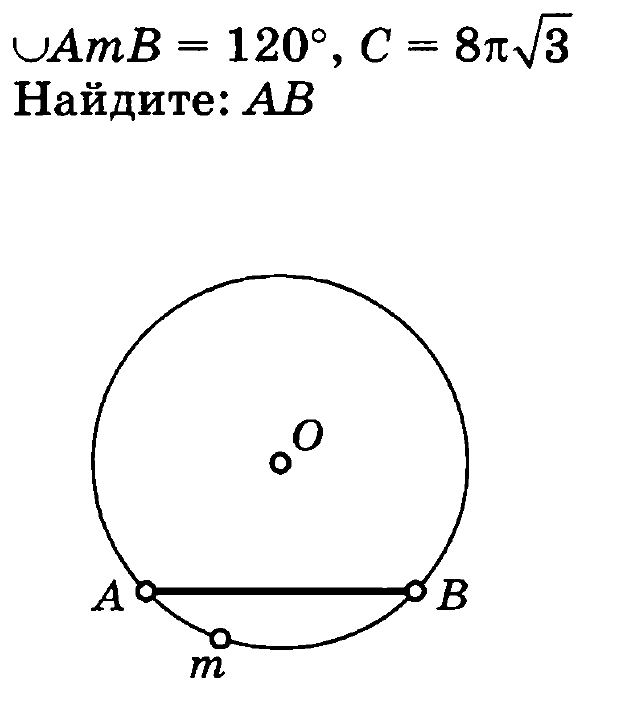 ◡AmB = 120°, C = 8π√3
Найдите: AB
O
A
B
m